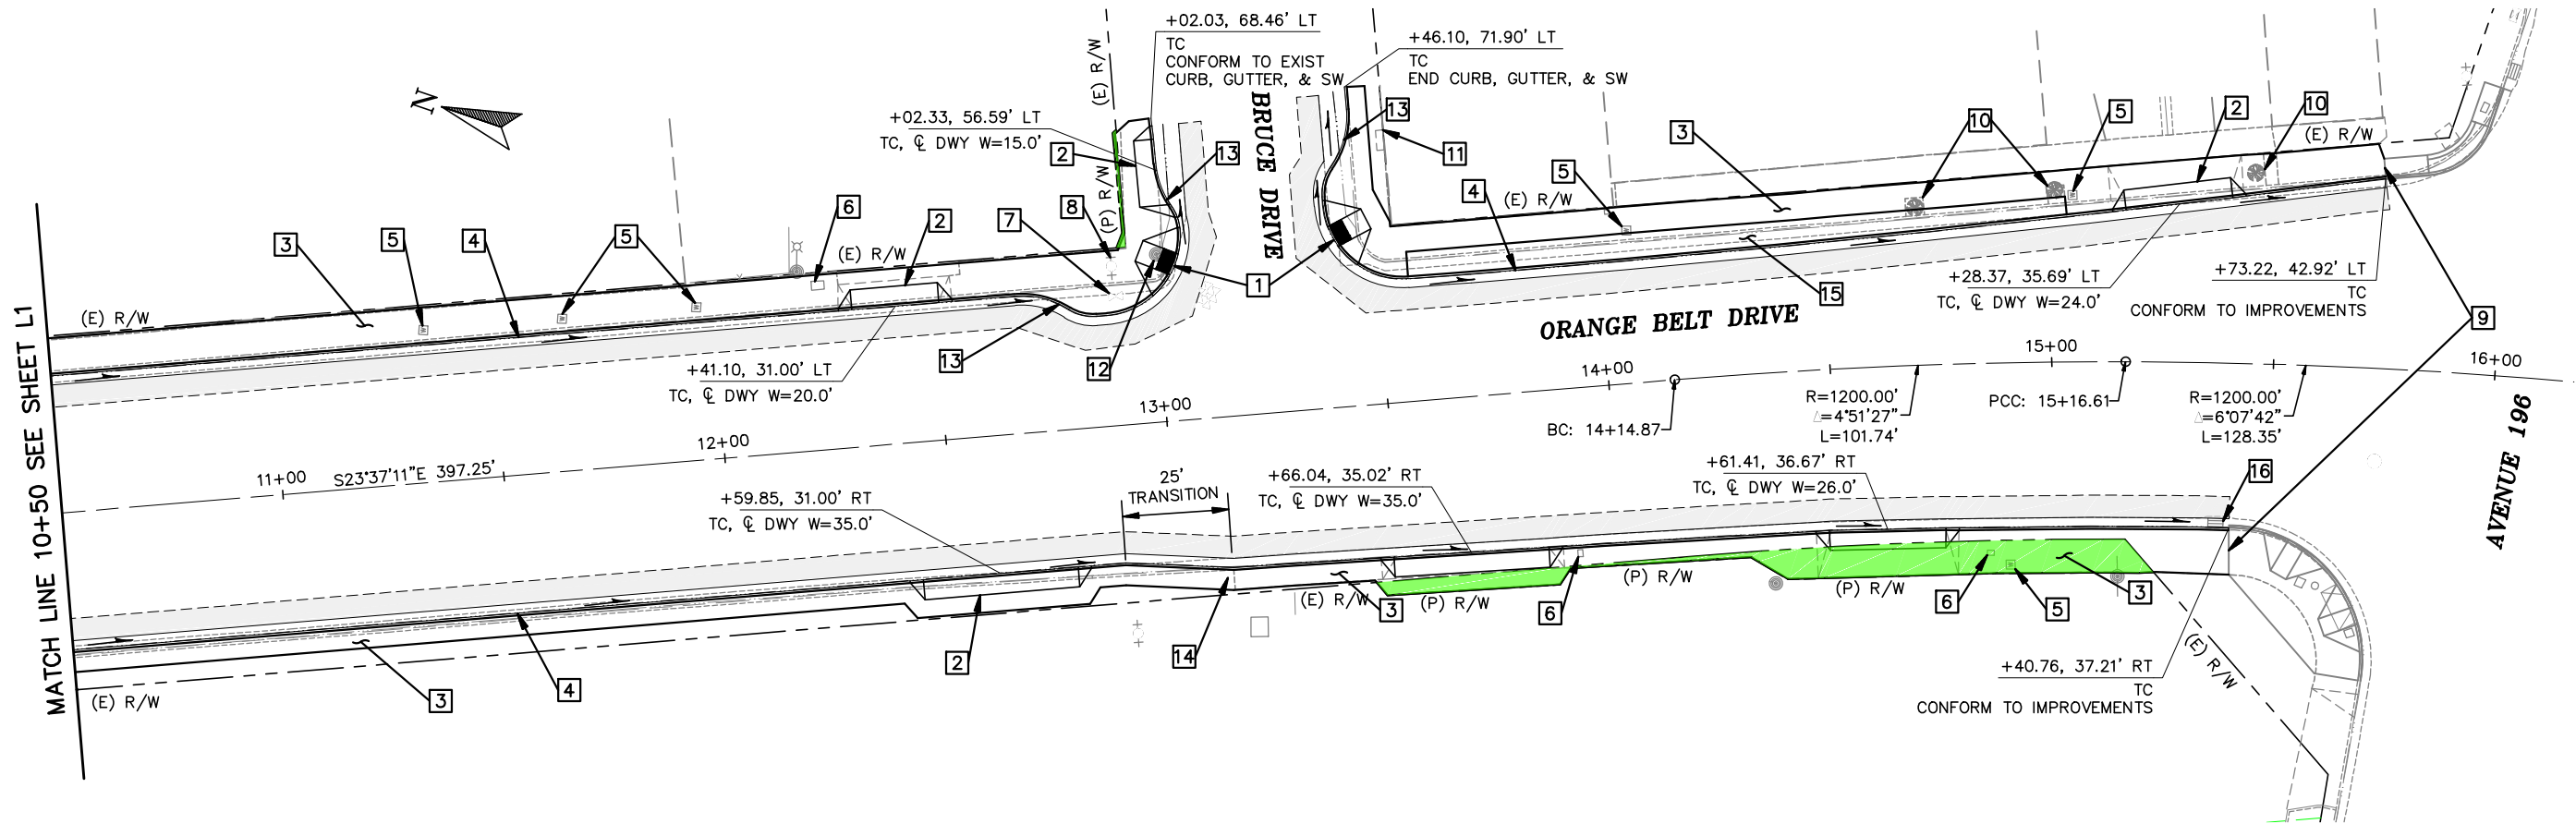 +02.03, 68.46' LT
TC
CONFORM TO EXIST
CURB, GUTTER, & SW
+46.10, 71.90' LT
TC
END CURB, GUTTER, & SW
(E) R/W
N
+02.33, 56.59' LT
TC, ℄ DWY W=15.0'
2
13
BRUCE DRIVE
13
11
3
10
5
2
10
(E) R/W
(P) R/W
5
4
(E) R/W
3
5
4
5
6
2
7
8
(E) R/W
1
12
13
(E) R/W
+41.10, 31.00' LT
TC, ℄ DWY W=20.0'
ORANGE BELT DRIVE
15
+28.37, 35.69' LT
TC, ℄ DWY W=24.0'
+73.22, 42.92' LT
TC
CONFORM TO IMPROVEMENTS
9
MATCH LINE 10+50 SEE SHEET L1
11+00
S23°37'11"E 397.25'
12+00
13+00
14+00
15+00
16+00
BC: 14+14.87
R=1200.00'
△=4°51'27"
L=101.74'
PCC: 15+16.61
R=1200.00'
△=6°07'42"
L=128.35'
AVENUE 196
+59.85, 31.00' RT
TC, ℄ DWY W=35.0'
25'
TRANSITION
+66.04, 35.02' RT
TC, ℄ DWY W=35.0'
+61.41, 36.67' RT
TC, ℄ DWY W=26.0'
16
(E) R/W
3
4
2
14
(E) R/W
3
(P) R/W
6
(P) R/W
(P) R/W
6
5
3
(E) R/W
+40.76, 37.21' RT
TC
CONFORM TO IMPROVEMENTS